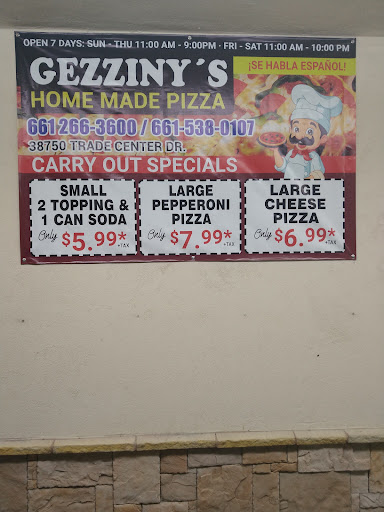 OPEN 7 DAYS: SUN - THU 11:00 AM - 9:00PM - FRI - SAT 11:00 AM - 10:00 PM
GEZZINY´S
¡SE HABLA ESPAÑOL!
HOME MADE PIZZA
661 266-3600 / 661-538-0107
38750 TRADE CENTER DR.
CARRY OUT SPECIALS
SMALL
2 TOPPING &
1 CAN SODA
Only $5.99*
+TAX
LARGE
PEPPERONI
PIZZA
Only $7.99*
+TAX
LARGE
CHEESE
PIZZA
Only $6.99*
+TAX